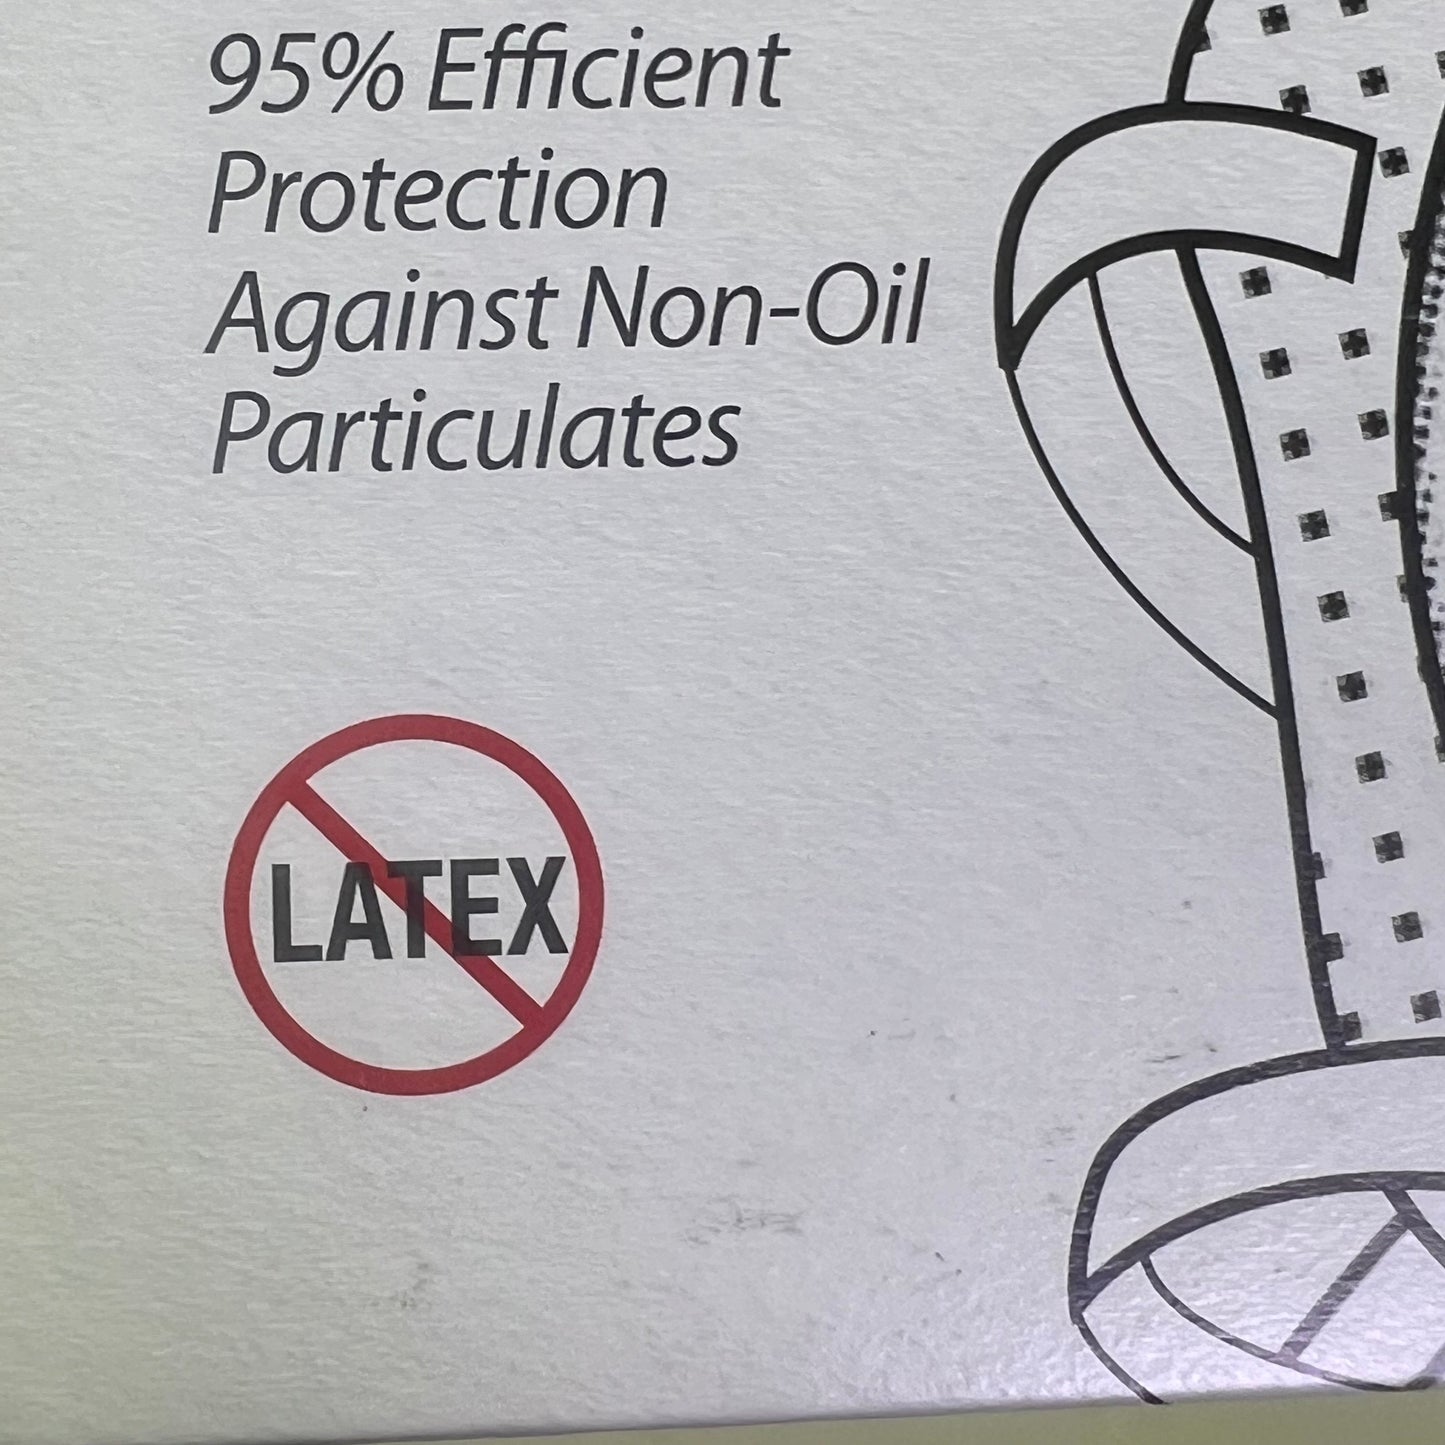 95% Efficient
Protection
Against Non-Oil
Particulates
LATEX